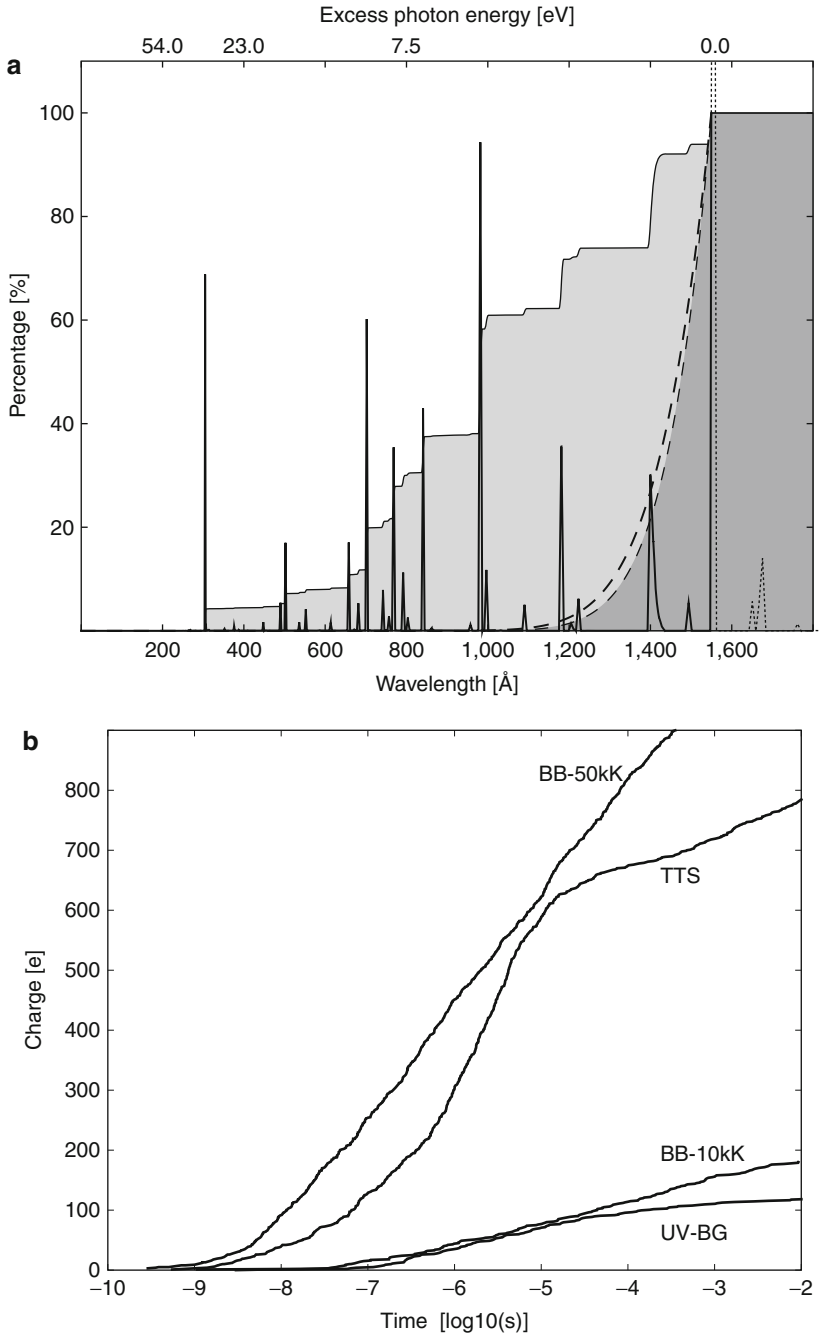 Excess photon energy [eV]
54.0 23.0 7.5 0.0
a
100
80
60
40
20
Percentage [%]
200 400 600 800 1,000 1,200 1,400 1,600
Wavelength [Å]
b
BB-50kK
TTS
BB-10kK
UV-BG
800
700
600
500
400
300
200
100
0
Charge [e]
−10 −9 −8 −7 −6 −5 −4 −3 −2
Time [log10(s)]